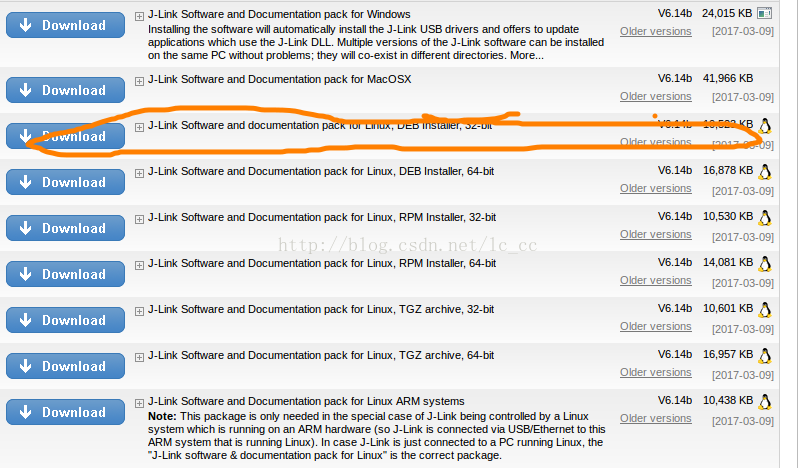 Download
J-Link Software and Documentation pack for Windows
V6.14b 24,015 KB
Installing the software will automatically install the J-Link USB drivers and offers to update
applications which use the J-Link DLL. Multiple versions of the J-Link software can be installed
on the same PC without problems; they will co-exist in different directories. More...
Older versions [2017-03-09]
Download
J-Link Software and Documentation pack for MacOSX
V6.14b 41,966 KB
Older versions [2017-03-09]
Download
J-Link Software and documentation pack for Linux, DEB Installer, 32-bit
V6.14b KB
Older versions [2017-03-09]
Download
J-Link Software and Documentation pack for Linux, DEB Installer, 64-bit
V6.14b 16,878 KB
Older versions [2017-03-09]
Download
J-Link Software and Documentation pack for Linux, RPM Installer, 32-bit
V6.14b 10,530 KB
Older versions [2017-03-09]
http://blog.csdn.net/lc_cc
Download
J-Link Software and Documentation pack for Linux, RPM Installer, 64-bit
V6.14b 14,081 KB
Older versions [2017-03-09]
Download
J-Link Software and Documentation pack for Linux, TGZ archive, 32-bit
V6.14b 10,601 KB
Older versions [2017-03-09]
Download
J-Link Software and Documentation pack for Linux, TGZ archive, 64-bit
V6.14b 16,957 KB
Older versions [2017-03-09]
Download
J-Link Software and Documentation pack for Linux ARM systems
V6.14b 10,438 KB
Note: This package is only needed in the special case of J-Link being controlled by a Linux
system which is running on an ARM hardware (so J-Link is connected via USB/Ethernet to this
ARM system that is running Linux). In case J-Link is just connected to a PC running Linux, the
"J-Link software & documentation pack for Linux" is the correct package.
Older versions [2017-03-09]